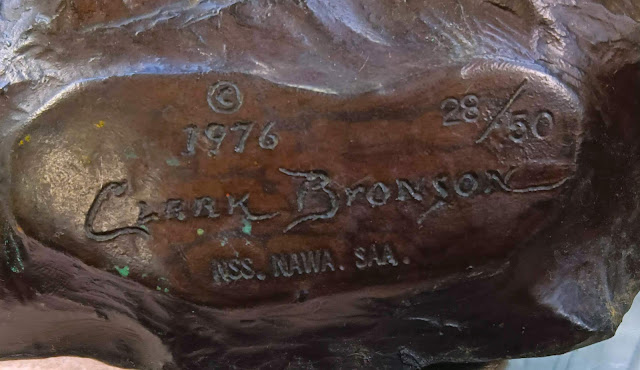 © 28/50
1976
Clark Bronson
NSS. NAWA. SAA.